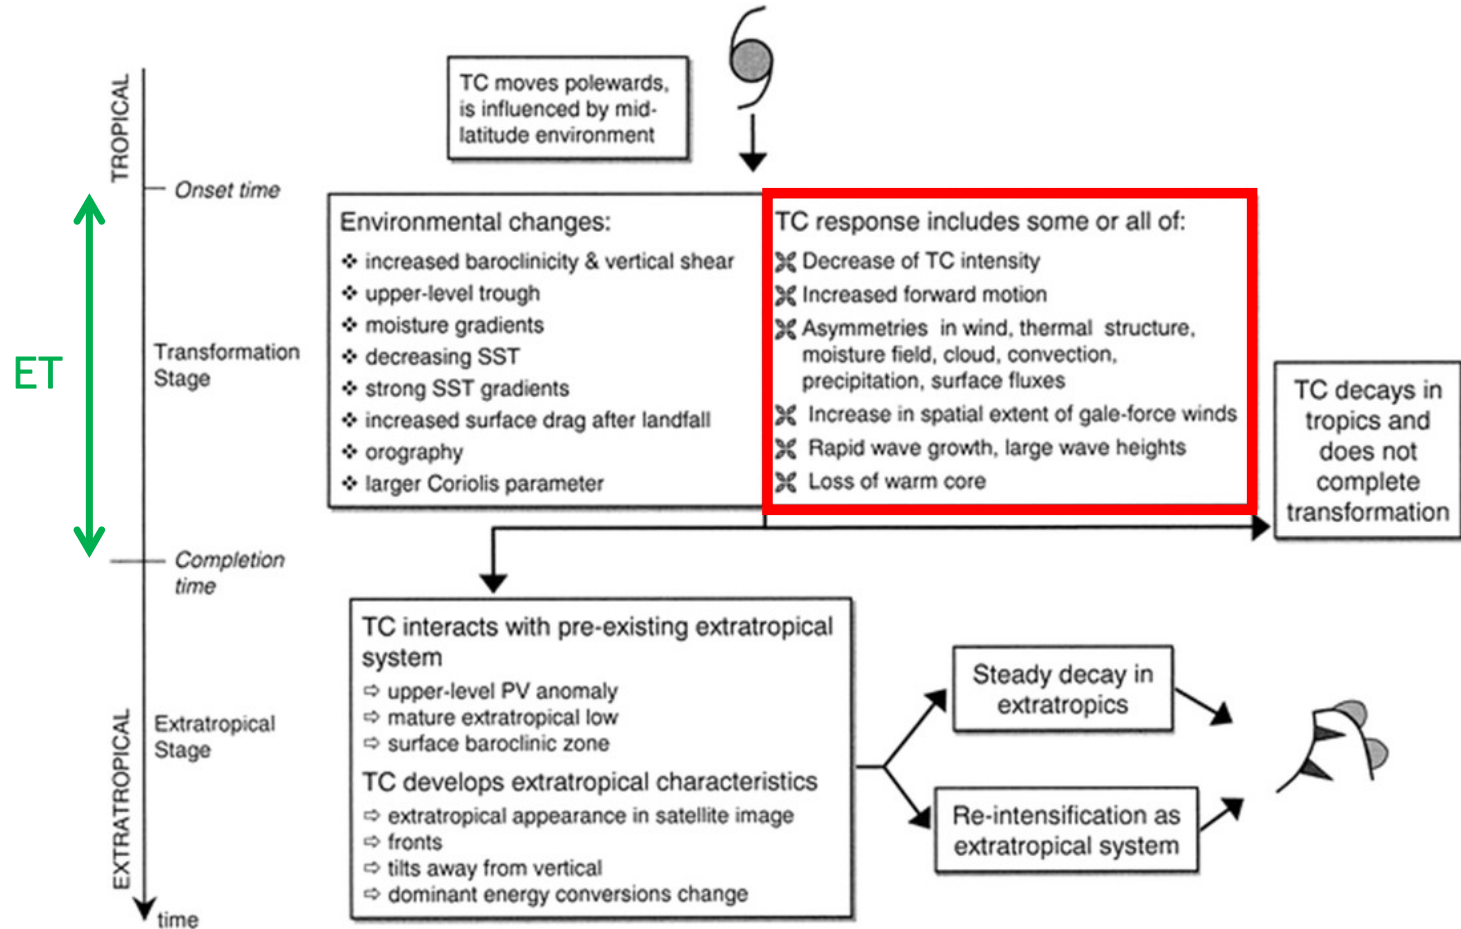 TROPICAL
TC moves polewards,
is influenced by mid-
latitude environment
Onset time
ET
Transformation
Stage
Environmental changes:
increased baroclinicity & vertical shear
upper-level trough
moisture gradients
decreasing SST
strong SST gradients
increased surface drag after landfall
orography
larger Coriolis parameter
TC response includes some or all of:
Decrease of TC intensity
Increased forward motion
Asymmetries in wind, thermal structure,
moisture field, cloud, convection,
precipitation, surface fluxes
Increase in spatial extent of gale-force winds
Rapid wave growth, large wave heights
Loss of warm core
TC decays in
tropics and
does not
complete
transformation
Completion
time
EXTRATROPICAL
Extratropical
Stage
TC interacts with pre-existing extratropical
system
⇨ upper-level PV anomaly
⇨ mature extratropical low
⇨ surface baroclinic zone
TC develops extratropical characteristics
⇨ extratropical appearance in satellite image
⇨ fronts
⇨ tilts away from vertical
⇨ dominant energy conversions change
Steady decay in
extratropics
Re-intensification as
extratropical system
time